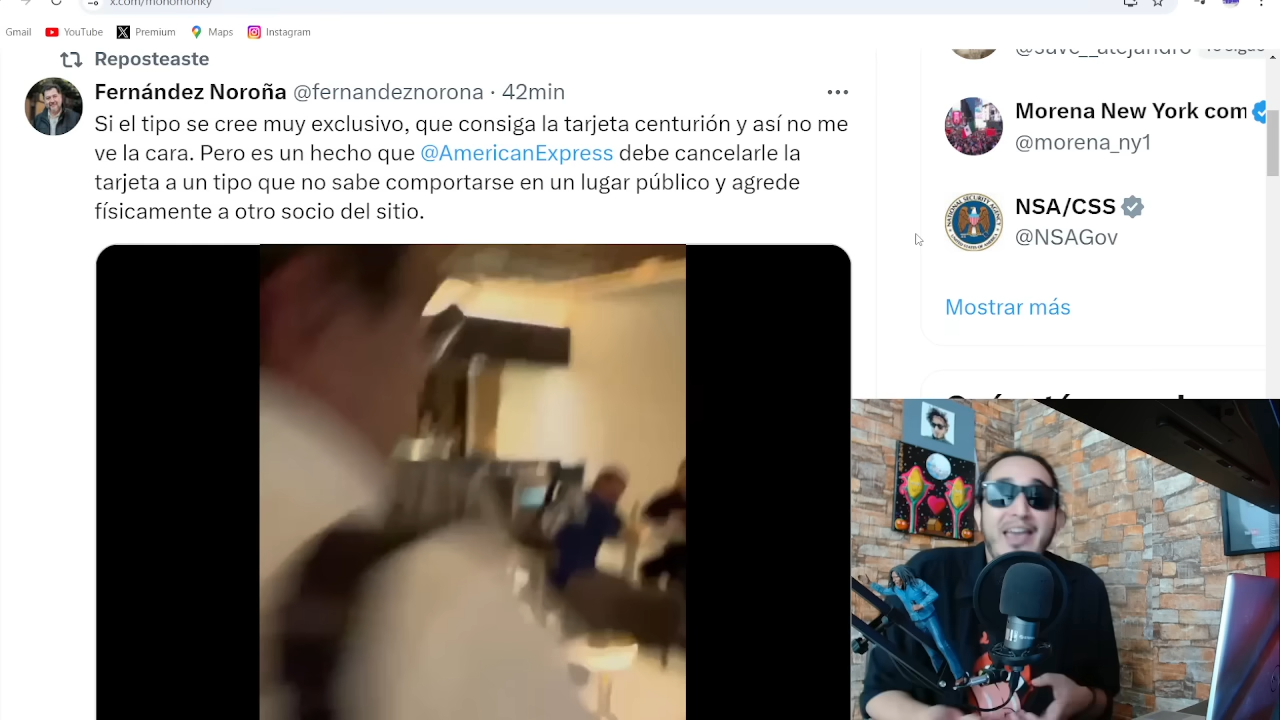 x.com/monomonky
Gmail
YouTube
Premium
Maps
Instagram
Reposteaste
Fernández Noroña @fernandeznorona · 42min
Si el tipo se cree muy exclusivo, que consiga la tarjeta centurión y así no me
ve la cara. Pero es un hecho que @AmericanExpress debe cancelarle la
tarjeta a un tipo que no sabe comportarse en un lugar público y agrede
físicamente a otro socio del sitio.
@save__alejandro
Morena New York com
@morena_ny1
NSA/CSS
@NSAGov
Mostrar más